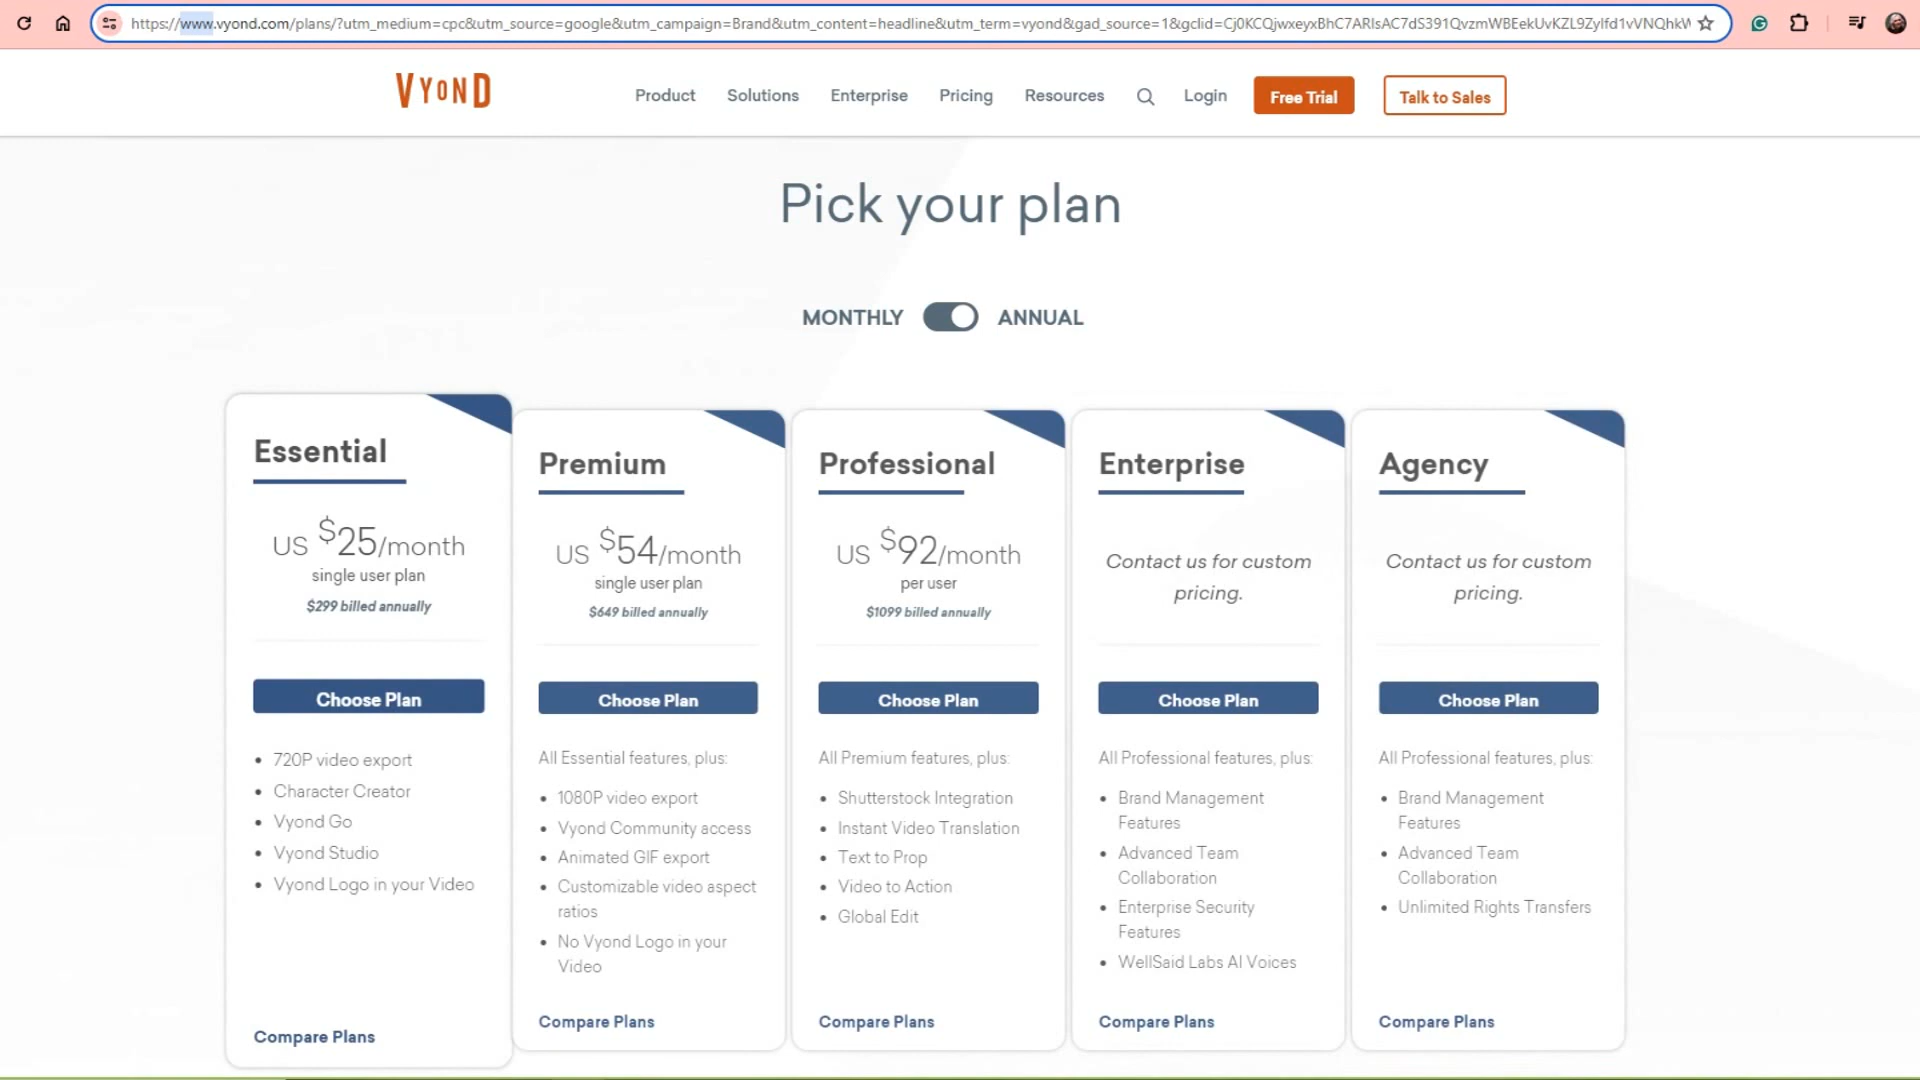 https://www.vyond.com/plans/?utm_medium=cpc&utm_source=google&utm_campaign=Brand&utm_content=headline&utm_term=vyond&gad_source=1&gclid=
VYOND
Product Solutions Enterprise Pricing Resources Login Free Trial Talk to Sales
Pick your plan
MONTHLY ANNUAL
Essential
US $25/month
single user plan
$299 billed annually
Choose Plan
• 720P video export
• Character Creator
• Vyond Go
• Vyond Studio
• Vyond Logo in your Video
Compare Plans
Premium
US $54/month
single user plan
$649 billed annually
Choose Plan
All Essential features, plus:
• 1080P video export
• Vyond Community access
• Animated GIF export
• Customizable video aspect
ratios
• No Vyond Logo in your
Video
Compare Plans
Professional
US $92/month
per user
$1099 billed annually
Choose Plan
All Premium features, plus:
• Shutterstock Integration
• Instant Video Translation
• Text to Prop
• Video to Action
• Global Edit
Compare Plans
Enterprise
Contact us for custom
pricing.
Choose Plan
All Professional features, plus:
• Brand Management
Features
• Advanced Team
Collaboration
• Enterprise Security
Features
• WellSaid Labs AI Voices
Compare Plans
Agency
Contact us for custom
pricing.
Choose Plan
All Professional features, plus:
• Brand Management
Features
• Advanced Team
Collaboration
• Unlimited Rights Transfers
Compare Plans